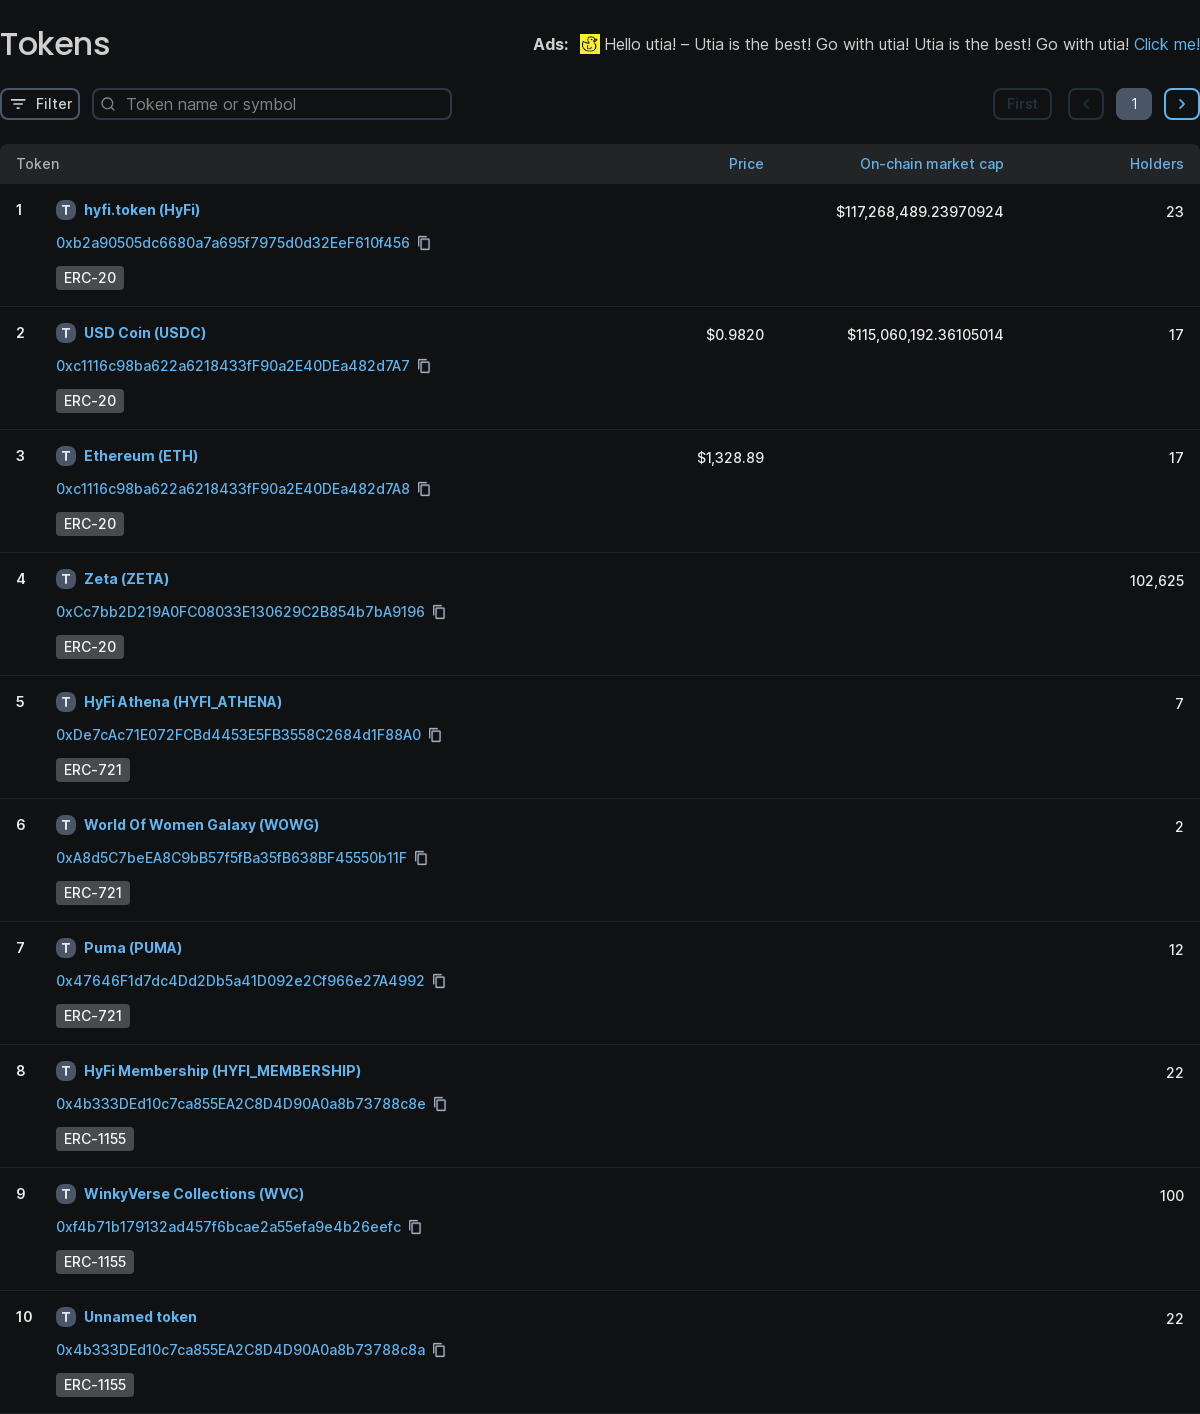 Tokens
Ads: Hello utia! – Utia is the best! Go with utia! Utia is the best! Go with utia! Click me!
Filter Token name or symbol First 1
Token Price On-chain market cap Holders
1 T hyfi.token (HyFi) $117,268,489.23970924 23
0xb2a90505dc6680a7a695f7975d0d32EeF610f456
ERC-20
2 T USD Coin (USDC) $0.9820 $115,060,192.36105014 17
0xc1116c98ba622a6218433fF90a2E40DEa482d7A7
ERC-20
3 T Ethereum (ETH) $1,328.89 17
0xc1116c98ba622a6218433fF90a2E40DEa482d7A8
ERC-20
4 T Zeta (ZETA) 102,625
0xCc7bb2D219A0FC08033E130629C2B854b7bA9196
ERC-20
5 T HyFi Athena (HYFI_ATHENA) 7
0xDe7cAc71E072FCBd4453E5FB3558C2684d1F88A0
ERC-721
6 T World Of Women Galaxy (WOWG) 2
0xA8d5C7beEA8C9bB57f5fBa35fB638BF45550b11F
ERC-721
7 T Puma (PUMA) 12
0x47646F1d7dc4Dd2Db5a41D092e2Cf966e27A4992
ERC-721
8 T HyFi Membership (HYFI_MEMBERSHIP) 22
0x4b333DEd10c7ca855EA2C8D4D90A0a8b73788c8e
ERC-1155
9 T WinkyVerse Collections (WVC) 100
0xf4b71b179132ad457f6bcae2a55efa9e4b26eefc
ERC-1155
10 T Unnamed token 22
0x4b333DEd10c7ca855EA2C8D4D90A0a8b73788c8a
ERC-1155